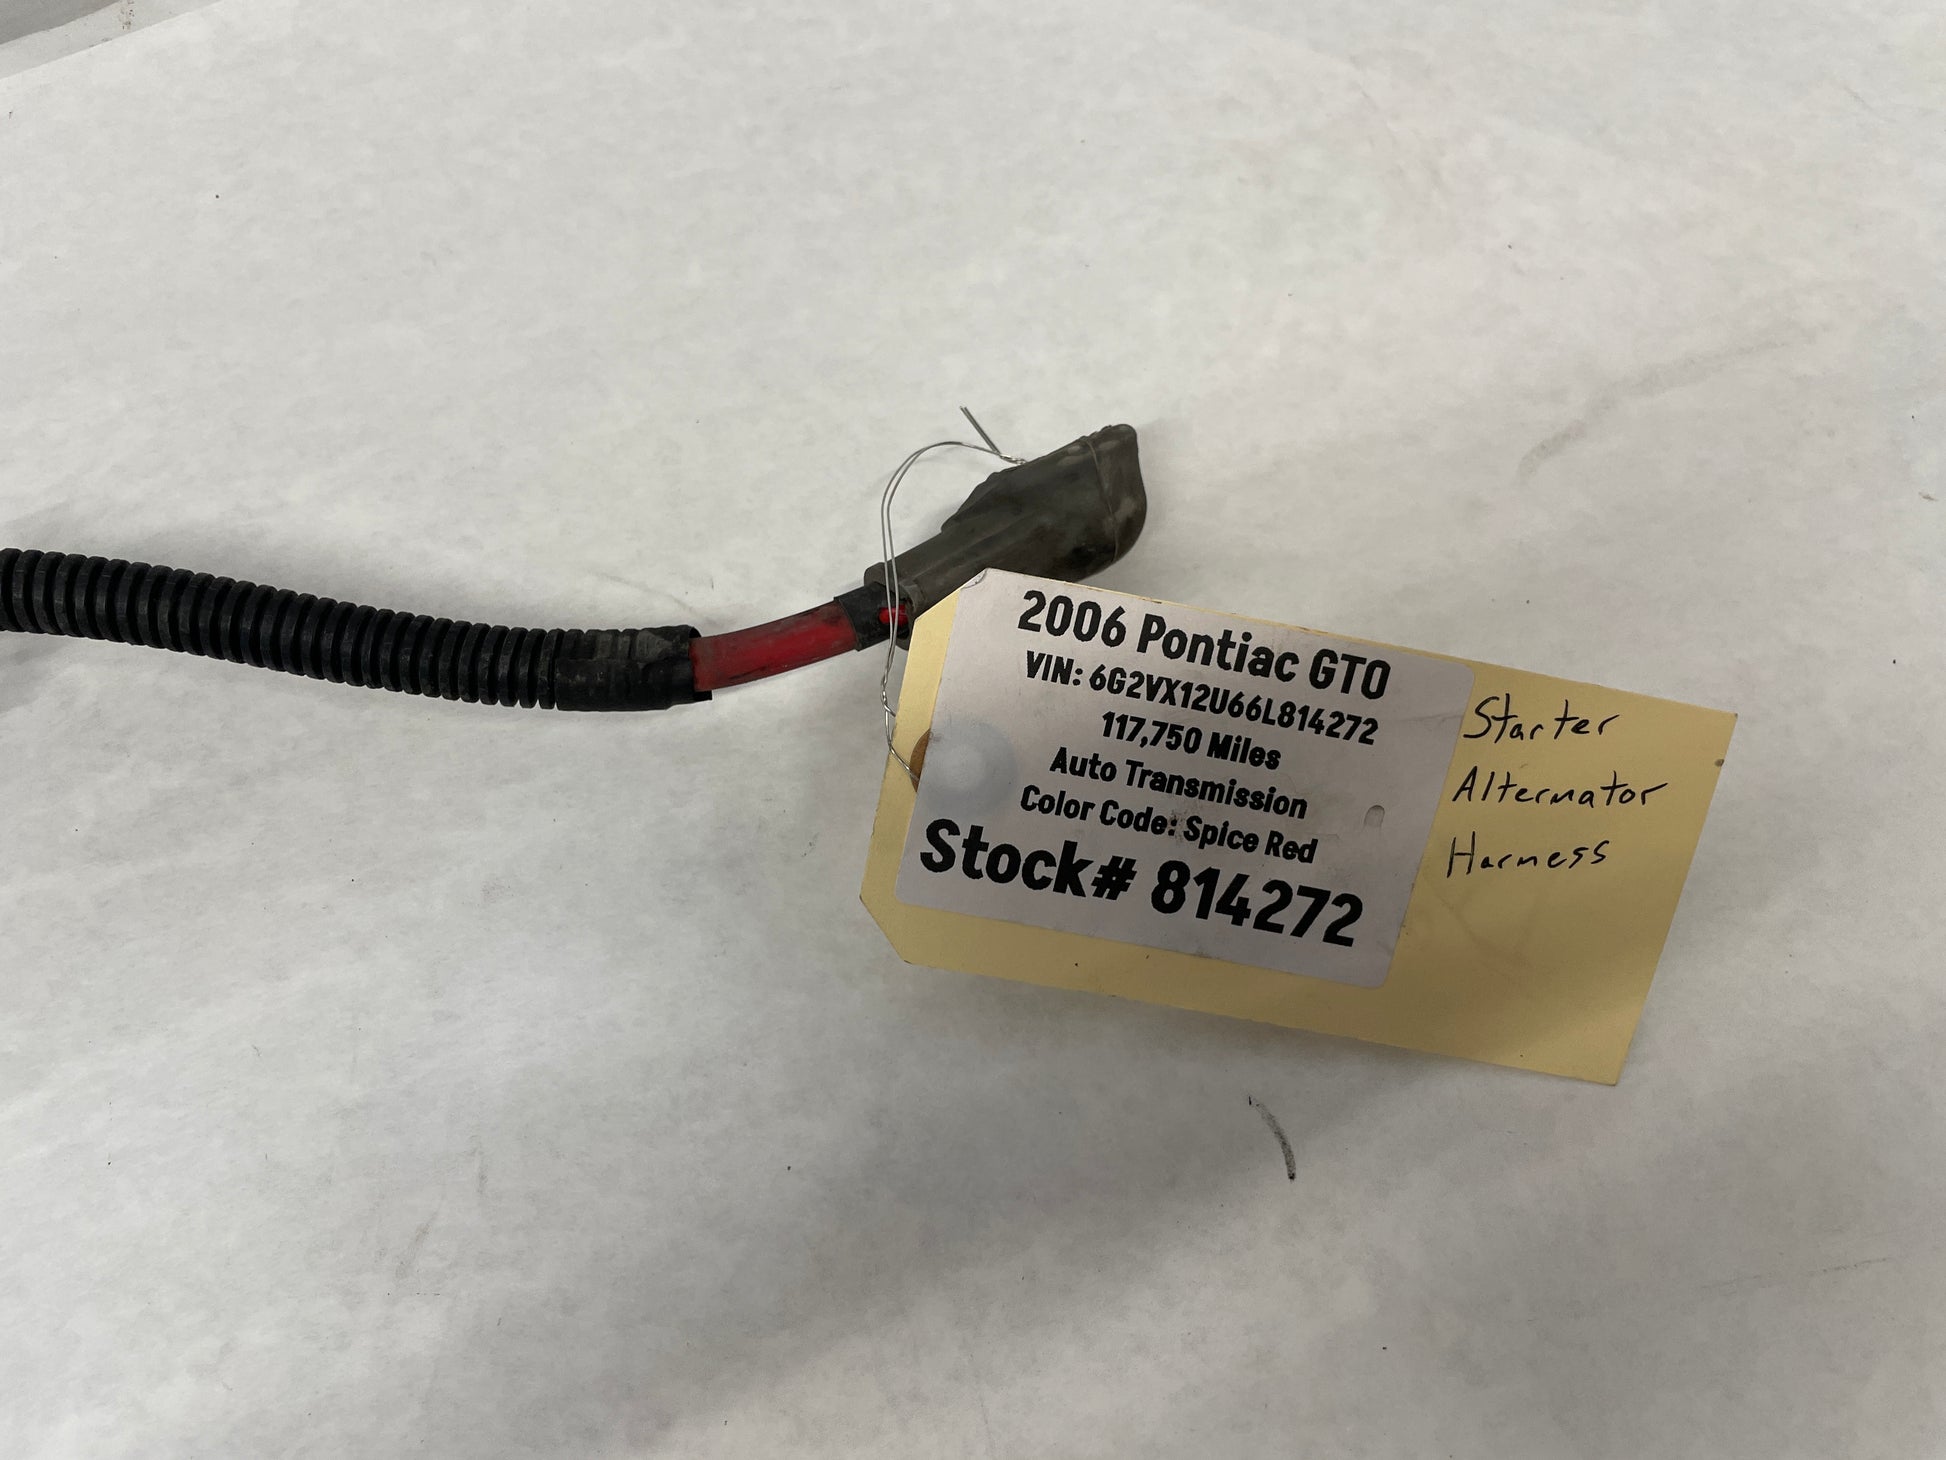 2006 Pontiac GTO
VIN: 6G2VX12U66L814272
117,750 Miles
Auto Transmission
Color Code: Spice Red
Stock# 814272
Starter
Alternator
Harness